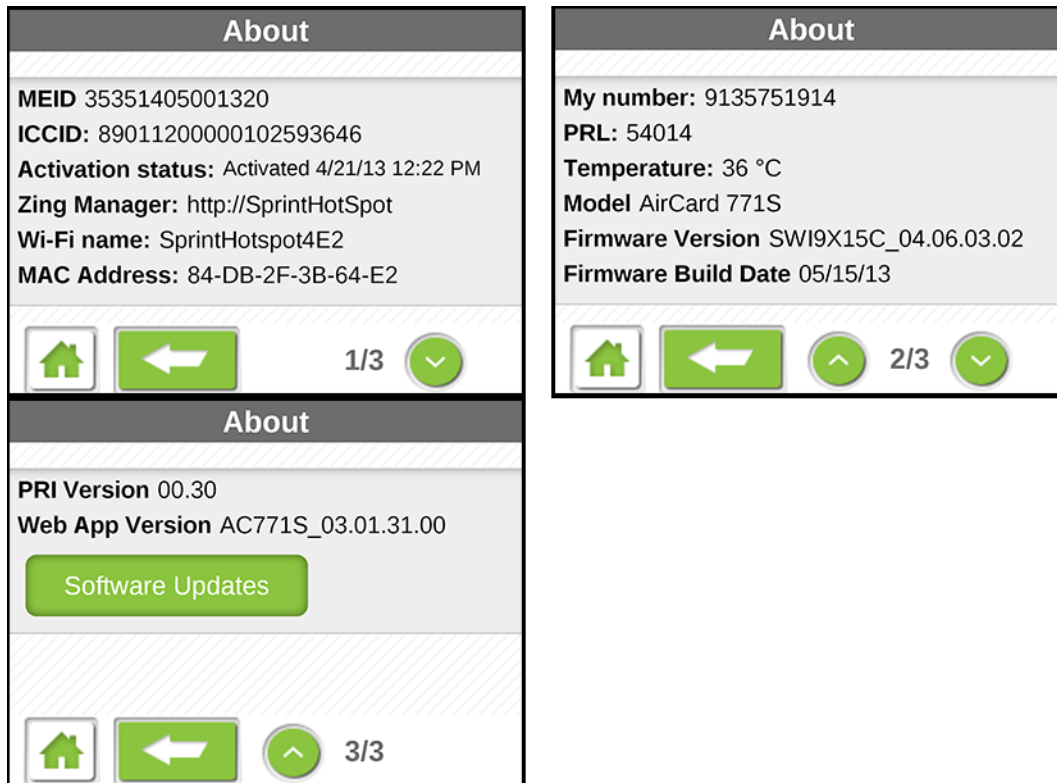 About
MEID 35351405001320
ICCID: 89011200000102593646
Activation status: Activated 4/21/13 12:22 PM
Zing Manager: http://SprintHotSpot
Wi-Fi name: SprintHotspot4E2
MAC Address: 84-DB-2F-3B-64-E2
1/3
About
My number: 9135751914
PRL: 54014
Temperature: 36 °C
Model AirCard 771S
Firmware Version SWI9X15C_04.06.03.02
Firmware Build Date 05/15/13
2/3
About
PRI Version 00.30
Web App Version AC771S_03.01.31.00
Software Updates
3/3